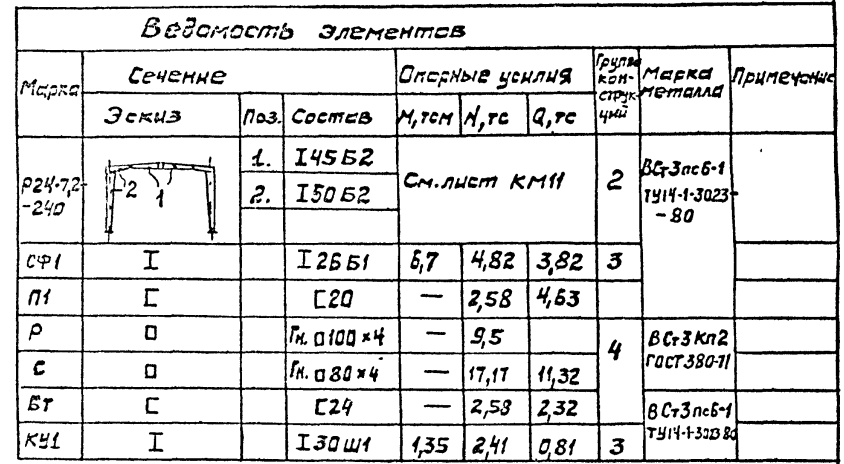 Ведомость элементов
Марка Сечение Опорные усилия Группа конструкций Марка металла Примечание
Эскиз Поз. Состав М,тсм N,тс Q,тс
Р24-7,2-240 2 1 1. I45Б2 См.лист КМ11 2 ВСт3пс6-1 ТУ14-1-3023-80
2. I50Б2
СФ1 I I26Б1 6,7 4,82 3,82 3
П1 [ [20 — 2,58 4,63
Р □ Гн.□100×4 — 9,5 4 ВСт3кп2 ГОСТ380-71
С □ Гн.□80×4 — 17,17 11,32
БТ [ [24 — 2,58 2,32 ВСт3пс6-1 ТУ14-1-3023 80
КУ1 I I30Ш1 1,35 2,41 0,81 3